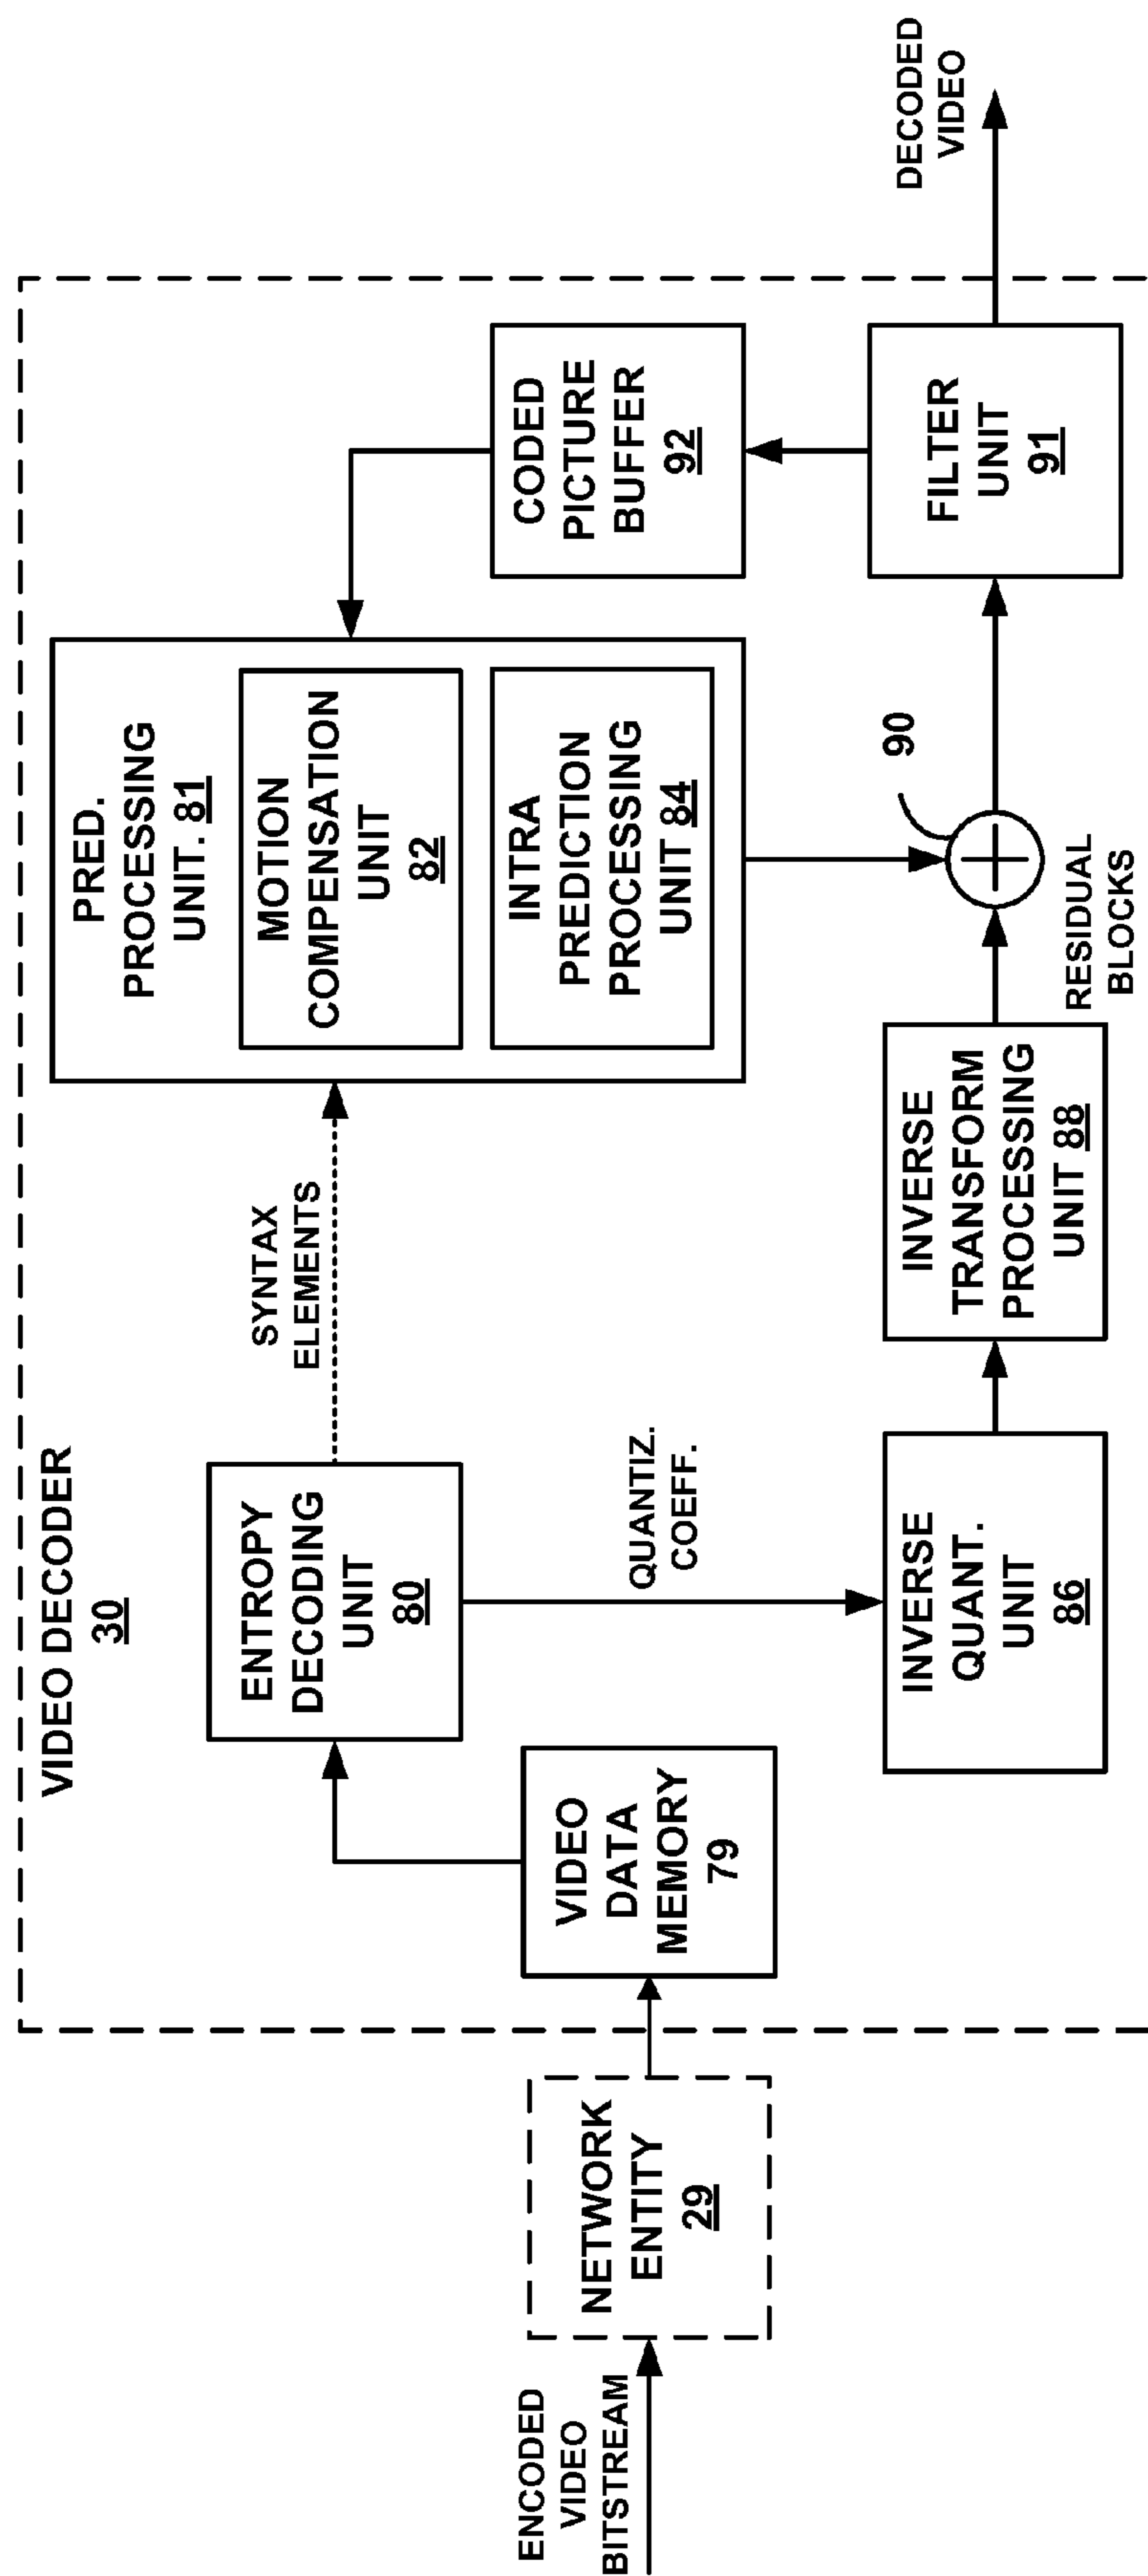 VIDEO DECODER
30
ENCODED
VIDEO
BITSTREAM
NETWORK
ENTITY
29
VIDEO
DATA
MEMORY
79
ENTROPY
DECODING
UNIT
80
SYNTAX
ELEMENTS
QUANTIZ.
COEFF.
INVERSE
QUANT.
UNIT
86
INVERSE
TRANSFORM
PROCESSING
UNIT 88
RESIDUAL
BLOCKS
PRED.
PROCESSING
UNIT. 81
MOTION
COMPENSATION
UNIT
82
INTRA
PREDICTION
PROCESSING
UNIT 84
90
CODED
PICTURE
BUFFER
92
FILTER
UNIT
91
DECODED
VIDEO